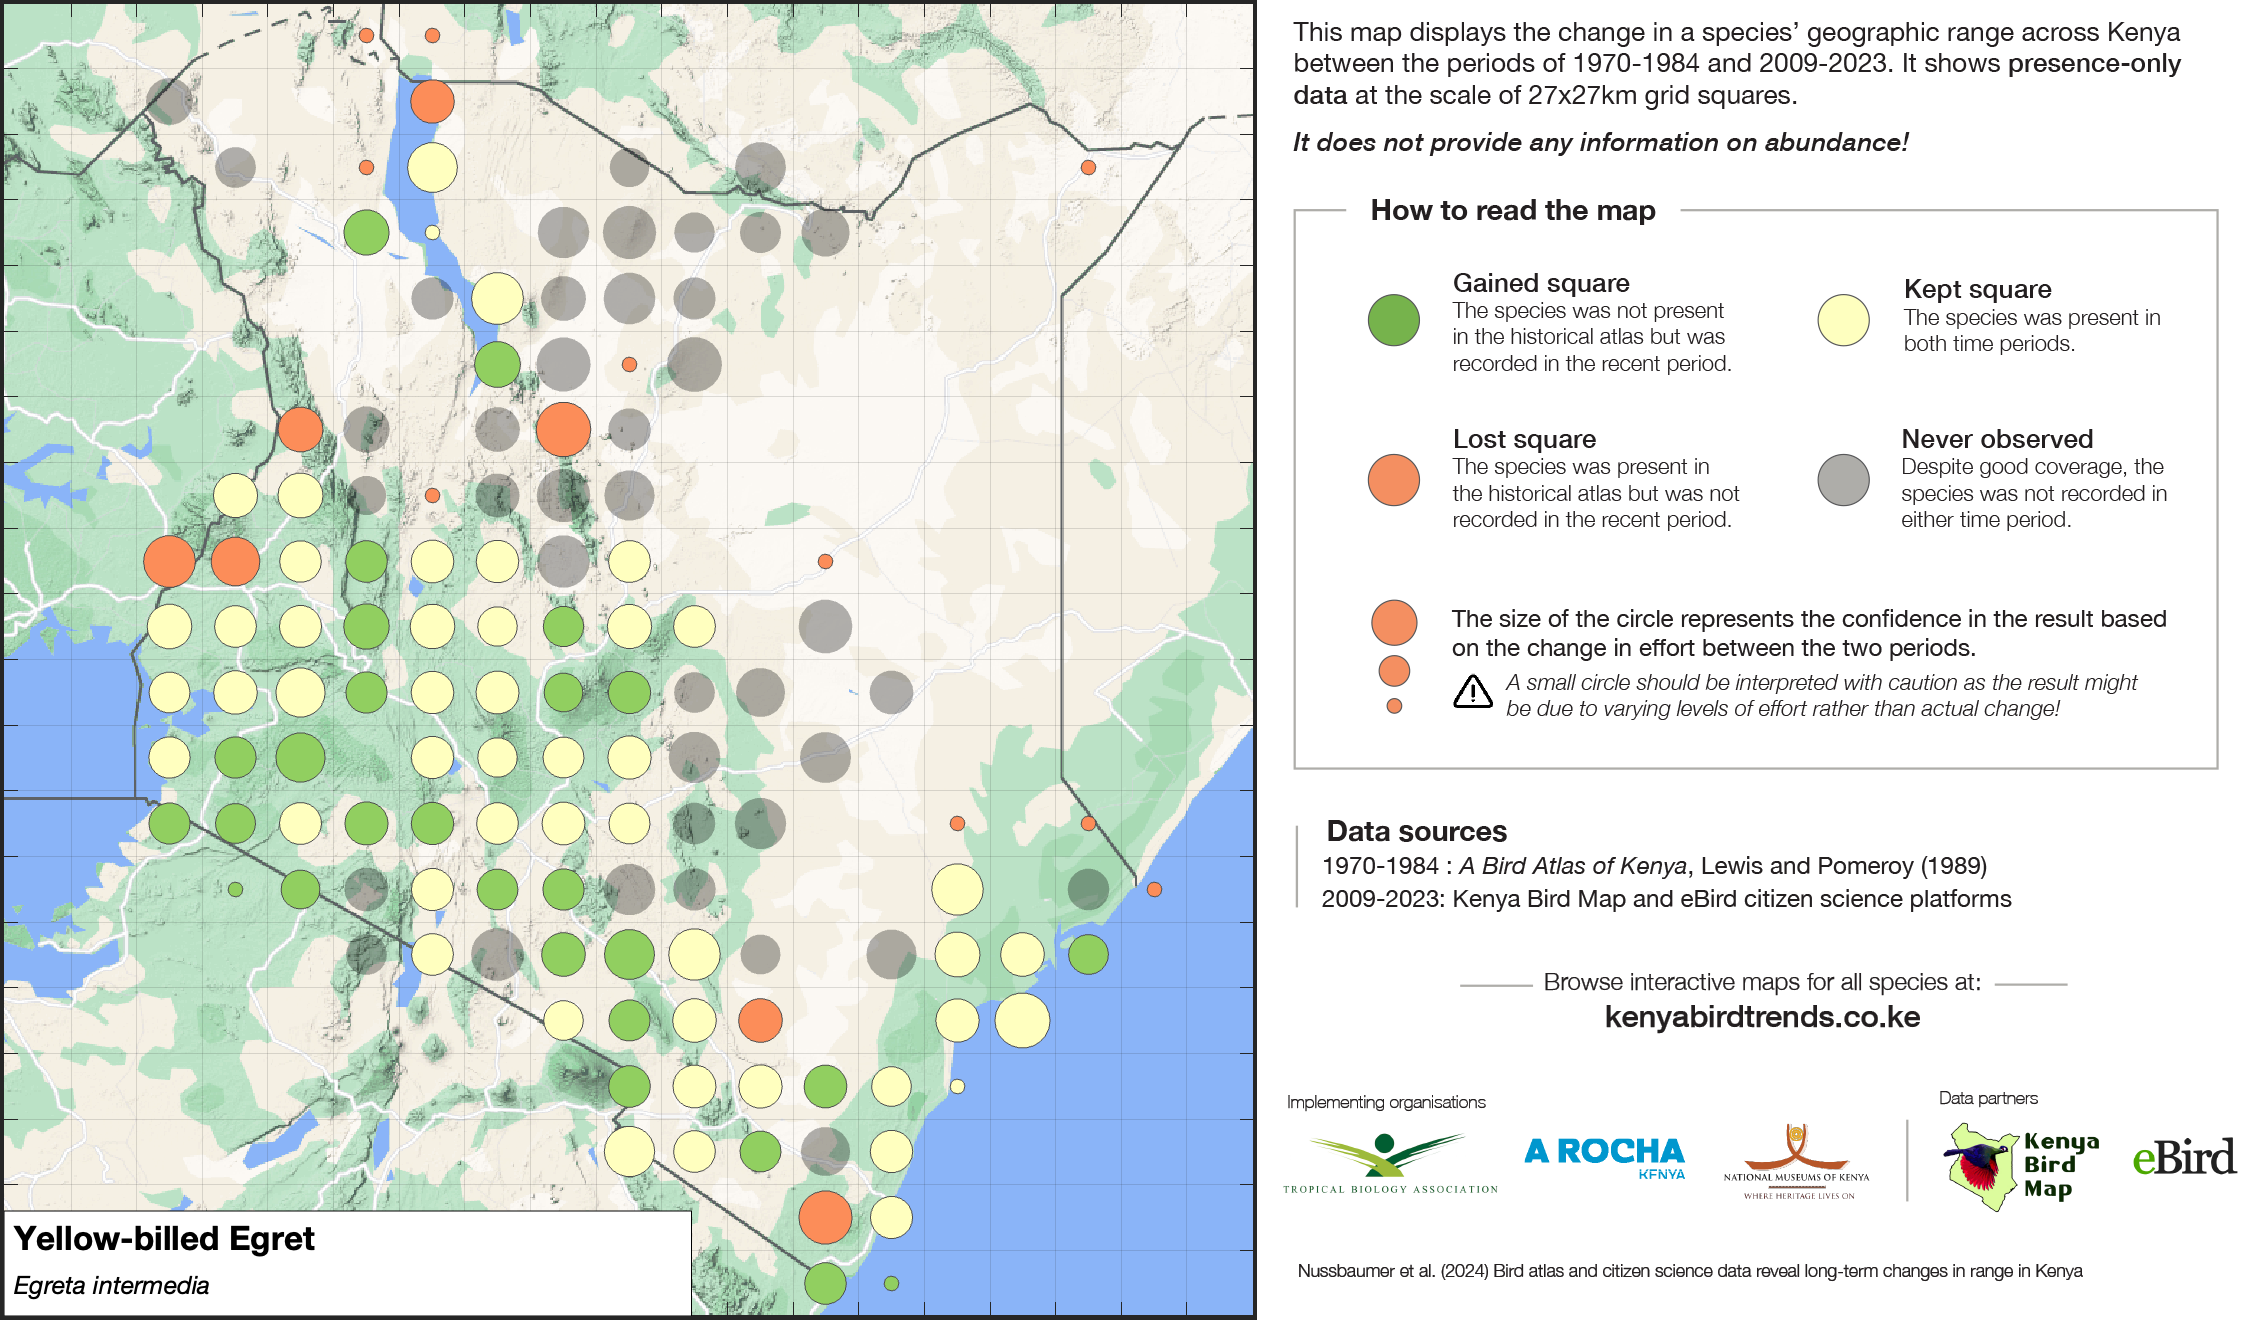 This map displays the change in a species’ geographic range across Kenya
between the periods of 1970-1984 and 2009-2023. It shows presence-only
data at the scale of 27x27km grid squares.
It does not provide any information on abundance!
How to read the map
Gained square
The species was not present
in the historical atlas but was
recorded in the recent period.
Kept square
The species was present in
both time periods.
Lost square
The species was present in
the historical atlas but was not
recorded in the recent period.
Never observed
Despite good coverage, the
species was not recorded in
either time period.
The size of the circle represents the confidence in the result based
on the change in effort between the two periods.
A small circle should be interpreted with caution as the result might
be due to varying levels of effort rather than actual change!
Data sources
1970-1984 : A Bird Atlas of Kenya, Lewis and Pomeroy (1989)
2009-2023: Kenya Bird Map and eBird citizen science platforms
Browse interactive maps for all species at:
kenyabirdtrends.co.ke
Implementing organisations
Data partners
TROPICAL BIOLOGY ASSOCIATION
A ROCHA
KENYA
NATIONAL MUSEUMS OF KENYA
WHERE HERITAGE LIVES ON
Kenya
Bird
Map
eBird
Nussbaumer et al. (2024) Bird atlas and citizen science data reveal long-term changes in range in Kenya
Yellow-billed Egret
Egreta intermedia